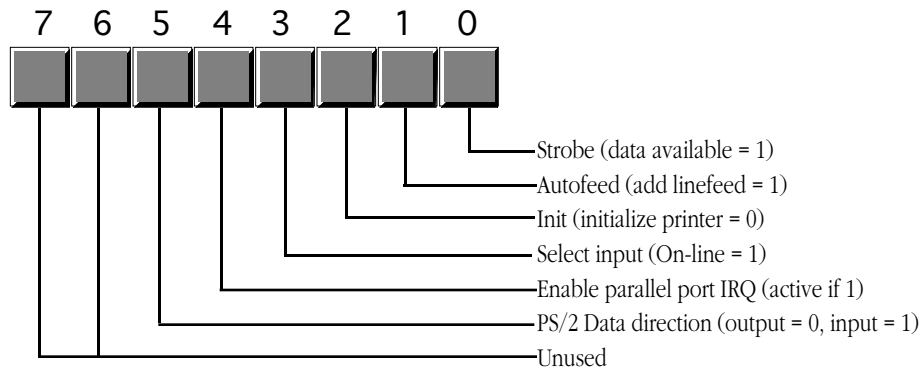 7 6 5 4 3 2 1 0
Strobe (data available = 1)
Autofeed (add linefeed = 1)
Init (initialize printer = 0)
Select input (On-line = 1)
Enable parallel port IRQ (active if 1)
PS/2 Data direction (output = 0, input = 1)
Unused